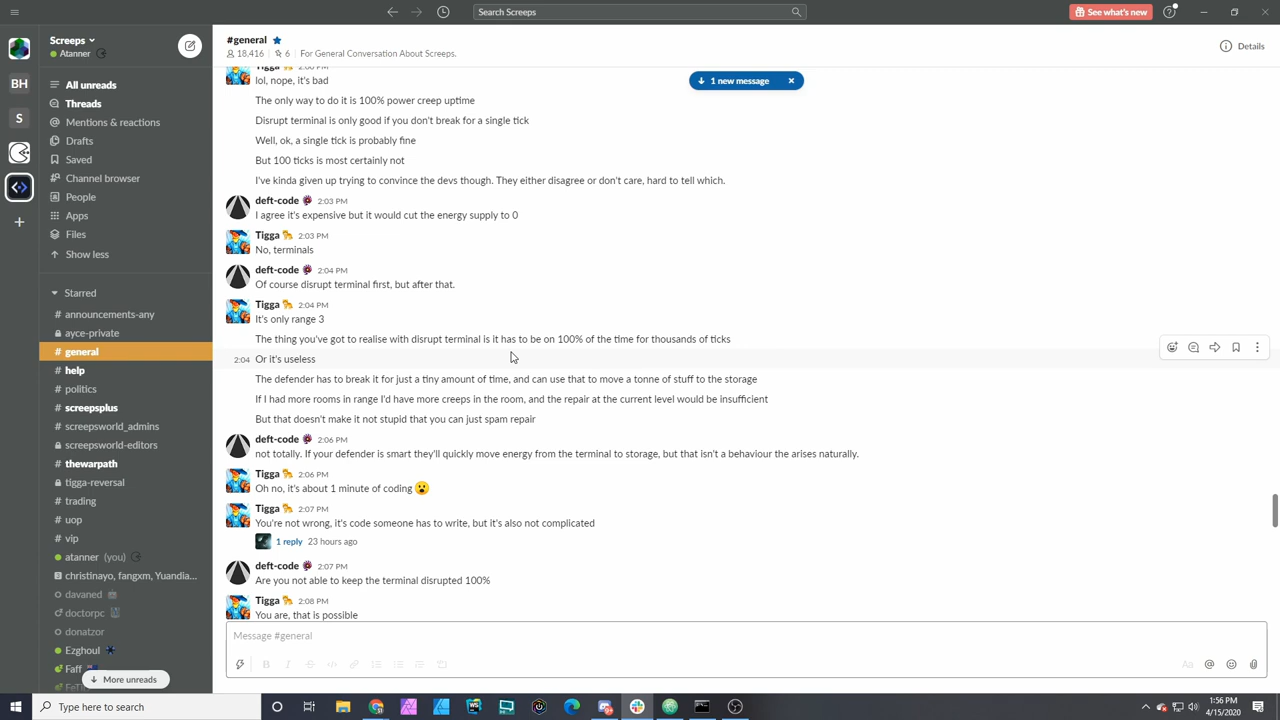 Search Screeps
See what's new
BH
S
Screeps
Atanner
All unreads
Threads
Mentions & reactions
Drafts
Saved
Channel browser
People
Apps
Files
Show less
Starred
# announcements-any
ayce-private
# general
# help
# politics
# screepsplus
# screepsworld_admins
screepsworld-editors
# thewarpath
tigga-reversal
# trading
# uop
# vip
atanner (you)
3 christinayo, fangxm, Yuandia...
davaned
doctorpc
donatzor
Ezghoul
Faff
More unreads
#general
18,416 | 6 | For General Conversation About Screeps.
Details
1 new message
Tigga 2:00 PM
lol, nope, it's bad
The only way to do it is 100% power creep uptime
Disrupt terminal is only good if you don't break for a single tick
Well, ok, a single tick is probably fine
But 100 ticks is most certainly not
I've kinda given up trying to convince the devs though. They either disagree or don't care, hard to tell which.
deft-code 2:03 PM
I agree it's expensive but it would cut the energy supply to 0
Tigga 2:03 PM
No, terminals
deft-code 2:04 PM
Of course disrupt terminal first, but after that.
Tigga 2:04 PM
It's only range 3
The thing you've got to realise with disrupt terminal is it has to be on 100% of the time for thousands of ticks
2:04 Or it's useless
The defender has to break it for just a tiny amount of time, and can use that to move a tonne of stuff to the storage
If I had more rooms in range I'd have more creeps in the room, and the repair at the current level would be insufficient
But that doesn't make it not stupid that you can just spam repair
deft-code 2:06 PM
not totally. If your defender is smart they'll quickly move energy from the terminal to storage, but that isn't a behaviour the arises naturally.
Tigga 2:06 PM
Oh no, it's about 1 minute of coding 😮
Tigga 2:07 PM
You're not wrong, it's code someone has to write, but it's also not complicated
1 reply 23 hours ago
deft-code 2:07 PM
Are you not able to keep the terminal disrupted 100%
Tigga 2:08 PM
You are, that is possible
Message #general
Aa
Type here to search
1:56 PM
4/15/2020